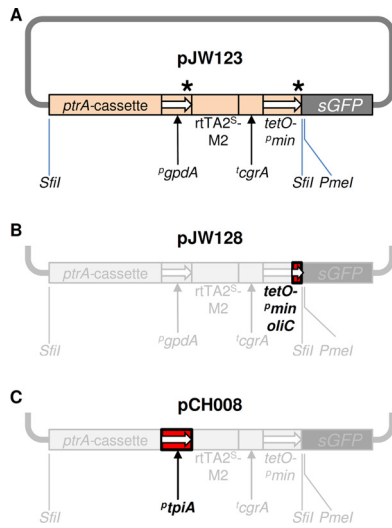 A
pJW123
* *
ptrA-cassette sGFP
rtTA2S-M2
tetO-
pmin
pgpdA tcgrA
SfiI SfiI PmeI
B
pJW128
ptrA-cassette sGFP
rtTA2S-
M2
tetO-
pmin
oliC
pgpdA tcgrA
SfiI SfiI PmeI
C
pCH008
ptrA-cassette sGFP
rtTA2S-
M2
tetO-
pmin
ptpiA tcgrA
SfiI SfiI PmeI